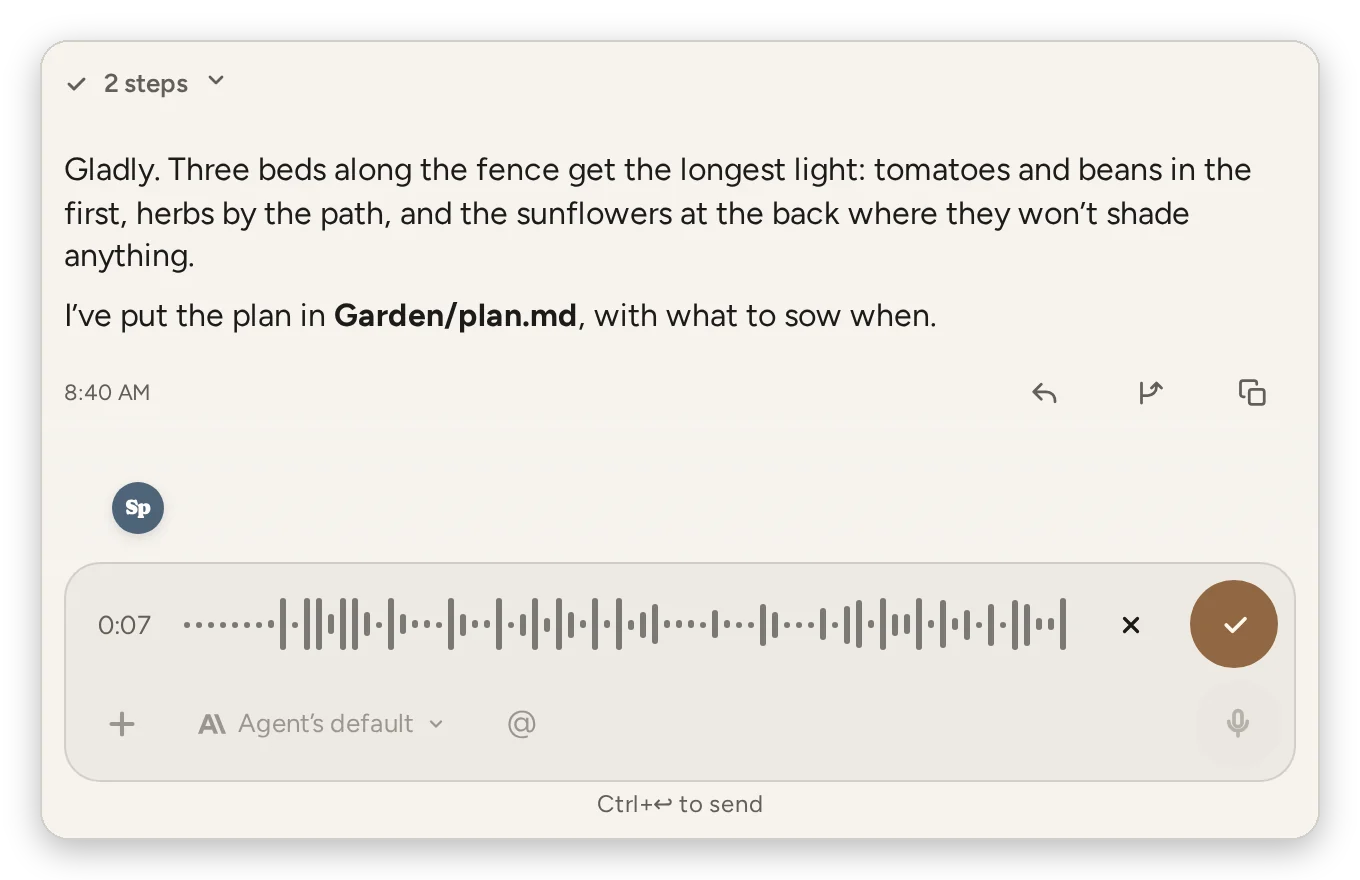 2 steps
Gladly. Three beds along the fence get the longest light: tomatoes and beans in the
first, herbs by the path, and the sunflowers at the back where they won’t shade
anything.
I’ve put the plan in Garden/plan.md, with what to sow when.
8:40 AM
Sp
0:07
Agent’s default
@
Ctrl+↩ to send